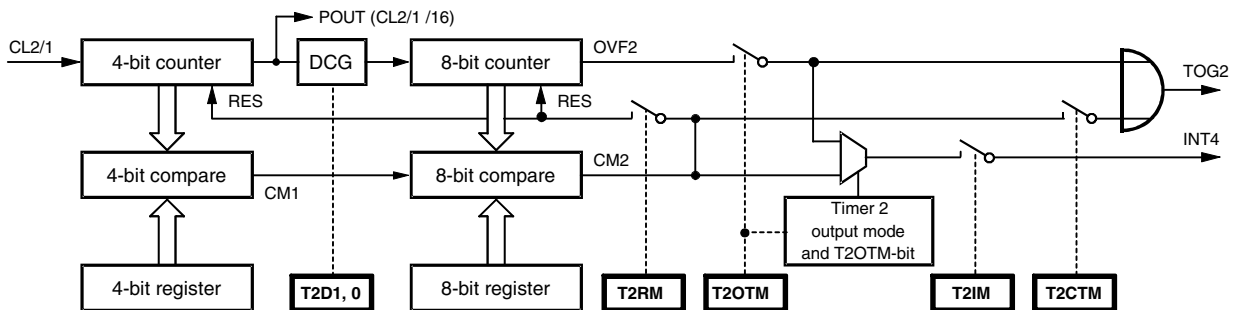 POUT (CL2/1 /16)
CL2/1
4-bit counter
DCG
8-bit counter
OVF2
TOG2
RES
RES
4-bit compare
CM1
8-bit compare
CM2
INT4
Timer 2
output mode
and T2OTM-bit
4-bit register
T2D1, 0
8-bit register
T2RM
T2OTM
T2IM
T2CTM